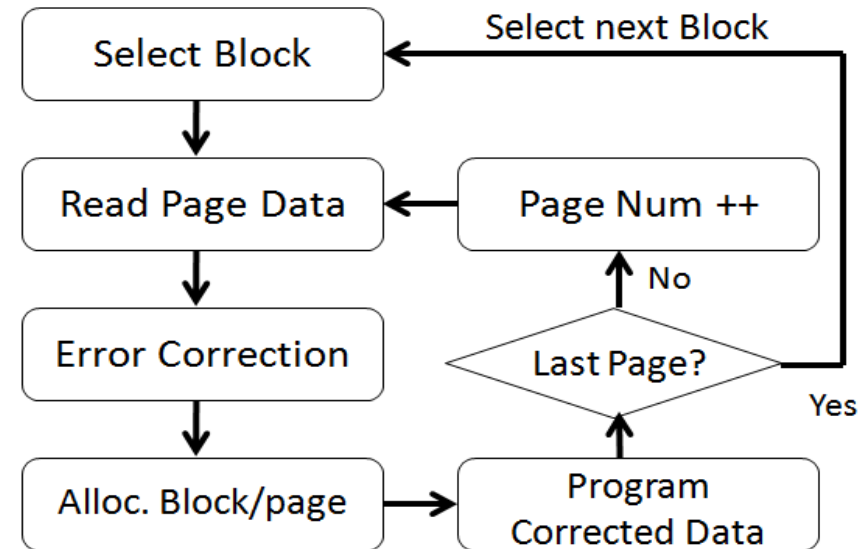 Select Block
Select next Block
Read Page Data
Page Num ++
No
Error Correction
Last Page?
Yes
Alloc. Block/page
Program
Corrected Data